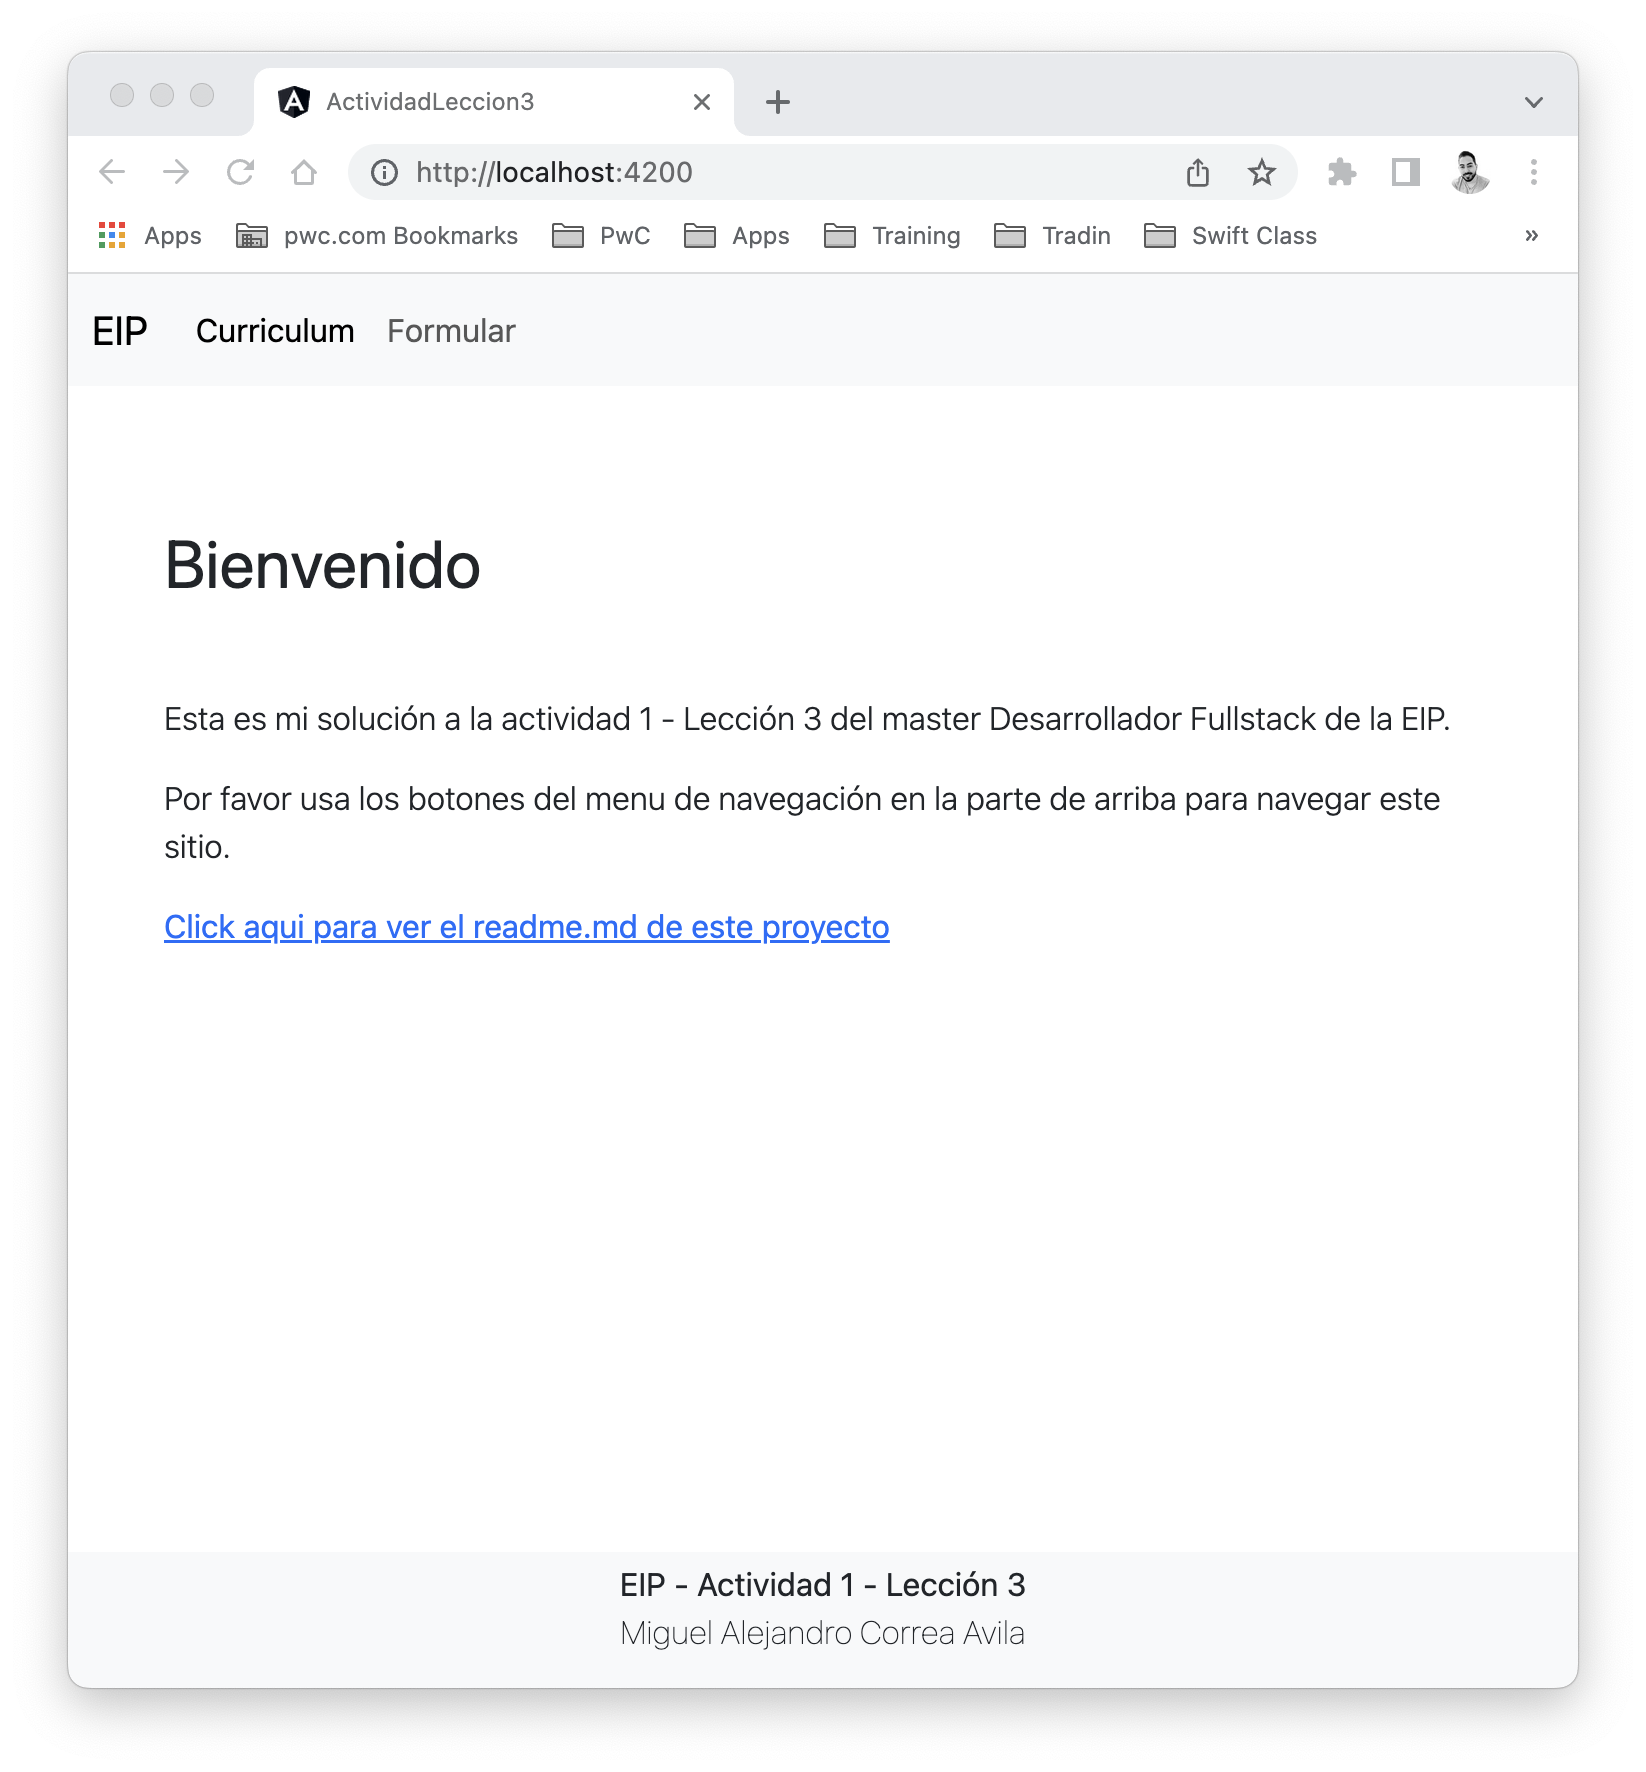 ActividadLeccion3
http://localhost:4200
Apps pwc.com Bookmarks PwC Apps Training Tradin Swift Class »
EIP Curriculum Formular
Bienvenido
Esta es mi solución a la actividad 1 - Lección 3 del master Desarrollador Fullstack de la EIP.
Por favor usa los botones del menu de navegación en la parte de arriba para navegar este
sitio.
Click aqui para ver el readme.md de este proyecto
EIP - Actividad 1 - Lección 3
Miguel Alejandro Correa Avila